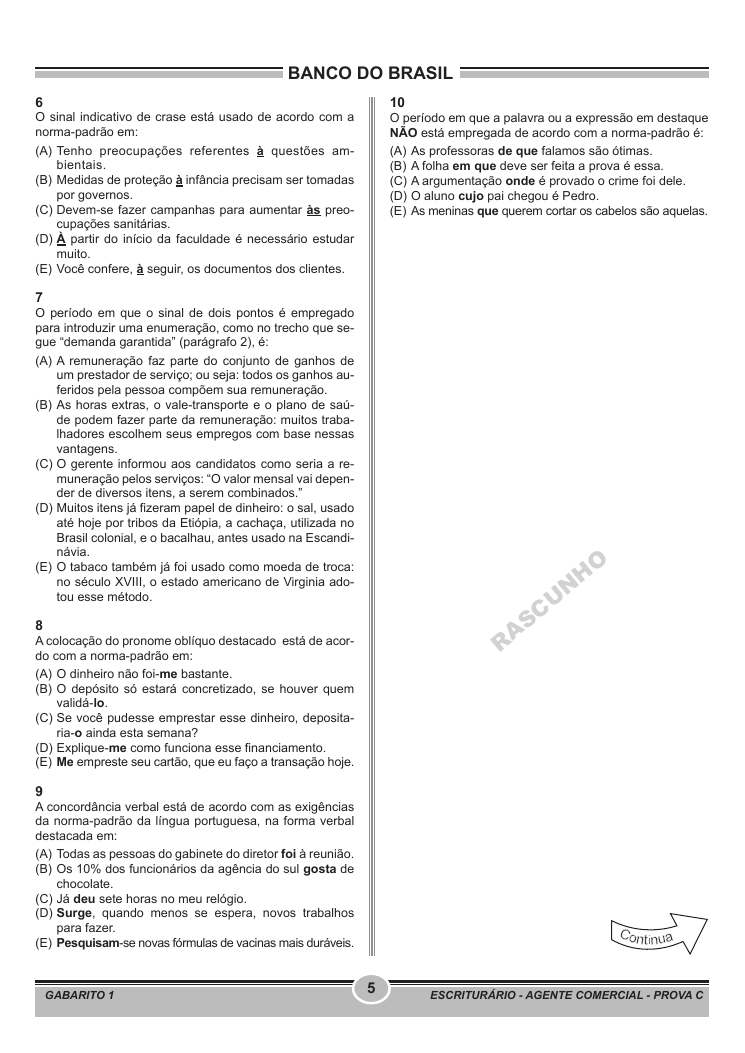 BANCO DO BRASIL
6
O sinal indicativo de crase está usado de acordo com a
norma-padrão em:
(A) Tenho preocupações referentes à questões am-
bientais.
(B) Medidas de proteção à infância precisam ser tomadas
por governos.
(C) Devem-se fazer campanhas para aumentar às preo-
cupações sanitárias.
(D) À partir do início da faculdade é necessário estudar
muito.
(E) Você confere, à seguir, os documentos dos clientes.
7
O período em que o sinal de dois pontos é empregado
para introduzir uma enumeração, como no trecho que se-
gue “demanda garantida” (parágrafo 2), é:
(A) A remuneração faz parte do conjunto de ganhos de
um prestador de serviço; ou seja: todos os ganhos au-
feridos pela pessoa compõem sua remuneração.
(B) As horas extras, o vale-transporte e o plano de saú-
de podem fazer parte da remuneração: muitos traba-
lhadores escolhem seus empregos com base nessas
vantagens.
(C) O gerente informou aos candidatos como seria a re-
muneração pelos serviços: “O valor mensal vai depen-
der de diversos itens, a serem combinados.”
(D) Muitos itens já fizeram papel de dinheiro: o sal, usado
até hoje por tribos da Etiópia, a cachaça, utilizada no
Brasil colonial, e o bacalhau, antes usado na Escandi-
návia.
(E) O tabaco também já foi usado como moeda de troca:
no século XVIII, o estado americano de Virginia ado-
tou esse método.
8
A colocação do pronome oblíquo destacado está de acor-
do com a norma-padrão em:
(A) O dinheiro não foi-me bastante.
(B) O depósito só estará concretizado, se houver quem
validá-lo.
(C) Se você pudesse emprestar esse dinheiro, deposita-
ria-o ainda esta semana?
(D) Explique-me como funciona esse financiamento.
(E) Me empreste seu cartão, que eu faço a transação hoje.
9
A concordância verbal está de acordo com as exigências
da norma-padrão da língua portuguesa, na forma verbal
destacada em:
(A) Todas as pessoas do gabinete do diretor foi à reunião.
(B) Os 10% dos funcionários da agência do sul gosta de
chocolate.
(C) Já deu sete horas no meu relógio.
(D) Surge, quando menos se espera, novos trabalhos
para fazer.
(E) Pesquisam-se novas fórmulas de vacinas mais duráveis.
10
O período em que a palavra ou a expressão em destaque
NÃO está empregada de acordo com a norma-padrão é:
(A) As professoras de que falamos são ótimas.
(B) A folha em que deve ser feita a prova é essa.
(C) A argumentação onde é provado o crime foi dele.
(D) O aluno cujo pai chegou é Pedro.
(E) As meninas que querem cortar os cabelos são aquelas.
RASCUNHO
Continua
GABARITO 1
5
ESCRITURÁRIO - AGENTE COMERCIAL - PROVA C